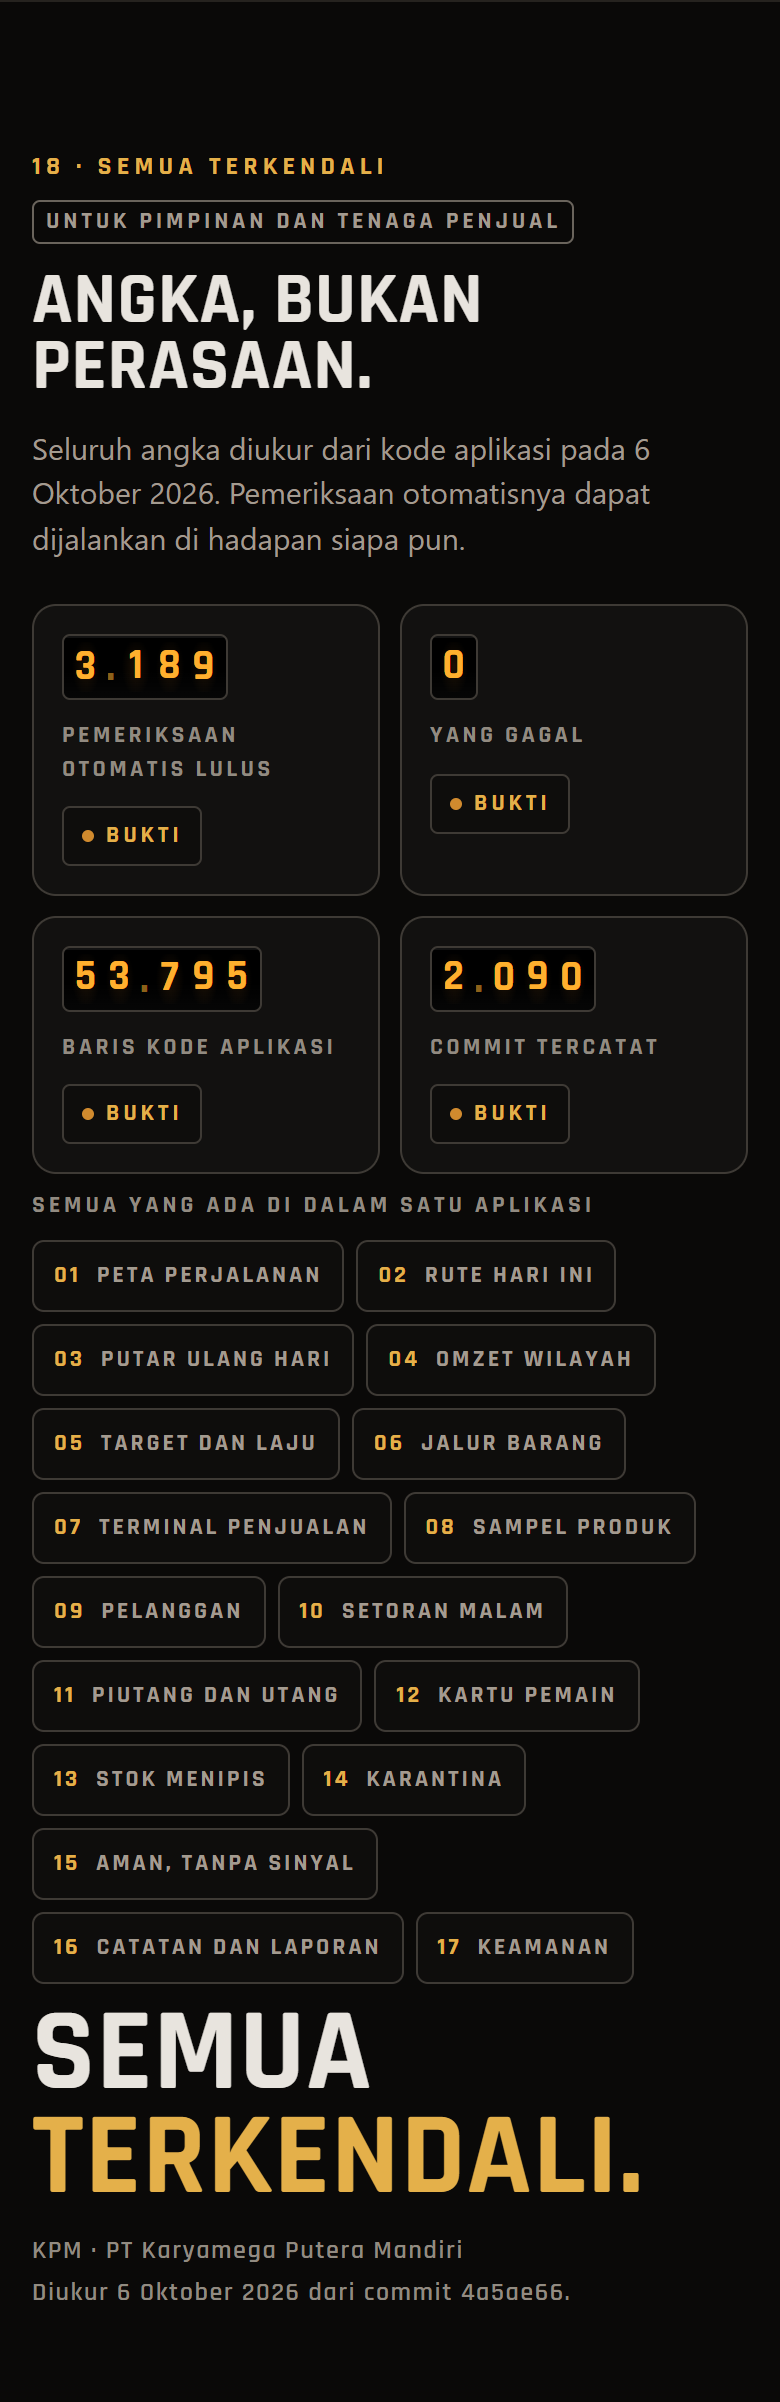 18 · SEMUA TERKENDALI
UNTUK PIMPINAN DAN TENAGA PENJUAL
ANGKA, BUKAN
PERASAAN.
Seluruh angka diukur dari kode aplikasi pada 6
Oktober 2026. Pemeriksaan otomatisnya dapat
dijalankan di hadapan siapa pun.
3.189
PEMERIKSAAN
OTOMATIS LULUS
BUKTI
0
YANG GAGAL
BUKTI
53.795
BARIS KODE APLIKASI
BUKTI
2.090
COMMIT TERCATAT
BUKTI
SEMUA YANG ADA DI DALAM SATU APLIKASI
01 PETA PERJALANAN
02 RUTE HARI INI
03 PUTAR ULANG HARI
04 OMZET WILAYAH
05 TARGET DAN LAJU
06 JALUR BARANG
07 TERMINAL PENJUALAN
08 SAMPEL PRODUK
09 PELANGGAN
10 SETORAN MALAM
11 PIUTANG DAN UTANG
12 KARTU PEMAIN
13 STOK MENIPIS
14 KARANTINA
15 AMAN, TANPA SINYAL
16 CATATAN DAN LAPORAN
17 KEAMANAN
SEMUA
TERKENDALI.
KPM · PT Karyamega Putera Mandiri
Diukur 6 Oktober 2026 dari commit 4a5ae66.